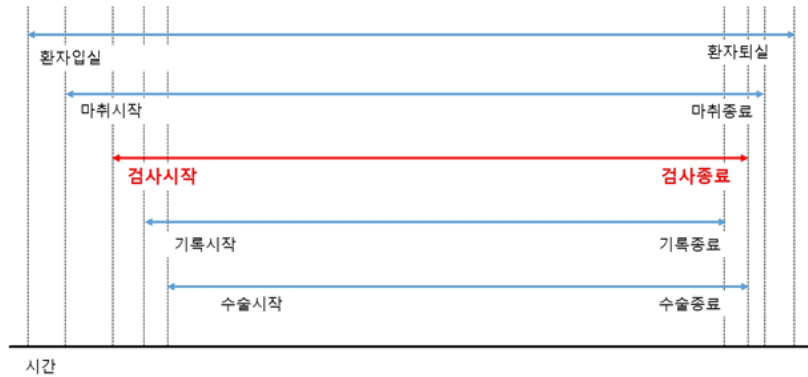 환자입실 환자퇴실
마취시작 마취종료
검사시작 검사종료
기록시작 기록종료
수술시작 수술종료
시간